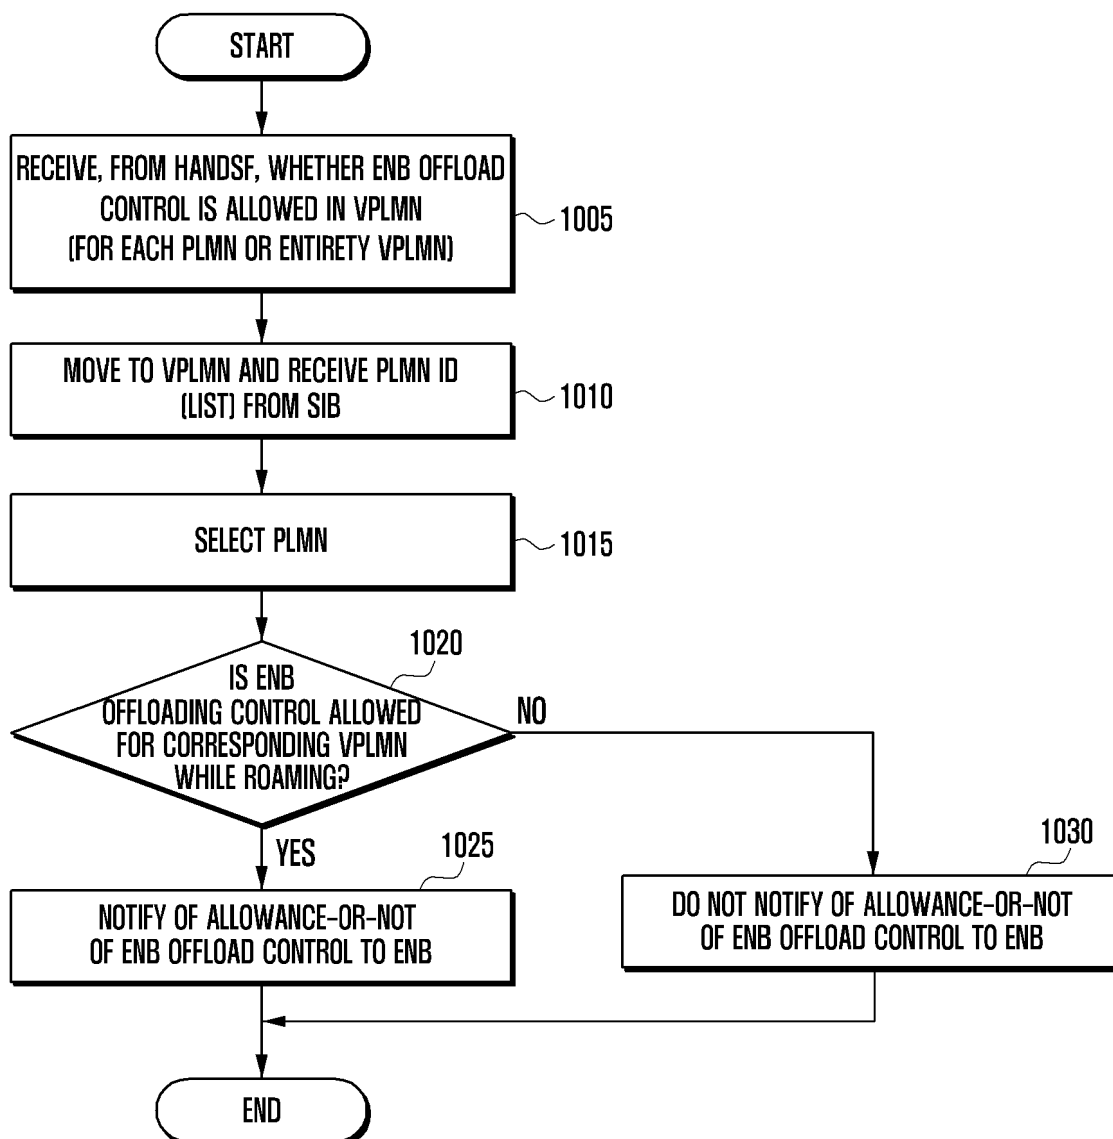 START
RECEIVE, FROM HANDSF, WHETHER ENB OFFLOAD
CONTROL IS ALLOWED IN VPLMN
(FOR EACH PLMN OR ENTIRETY VPLMN)
1005
MOVE TO VPLMN AND RECEIVE PLMN ID
(LIST) FROM SIB
1010
SELECT PLMN
1015
1020
IS ENB
OFFLOADING CONTROL ALLOWED
FOR CORRESPONDING VPLMN
WHILE ROAMING?
NO
YES
1025
NOTIFY OF ALLOWANCE-OR-NOT
OF ENB OFFLOAD CONTROL TO ENB
1030
DO NOT NOTIFY OF ALLOWANCE-OR-NOT
OF ENB OFFLOAD CONTROL TO ENB
END